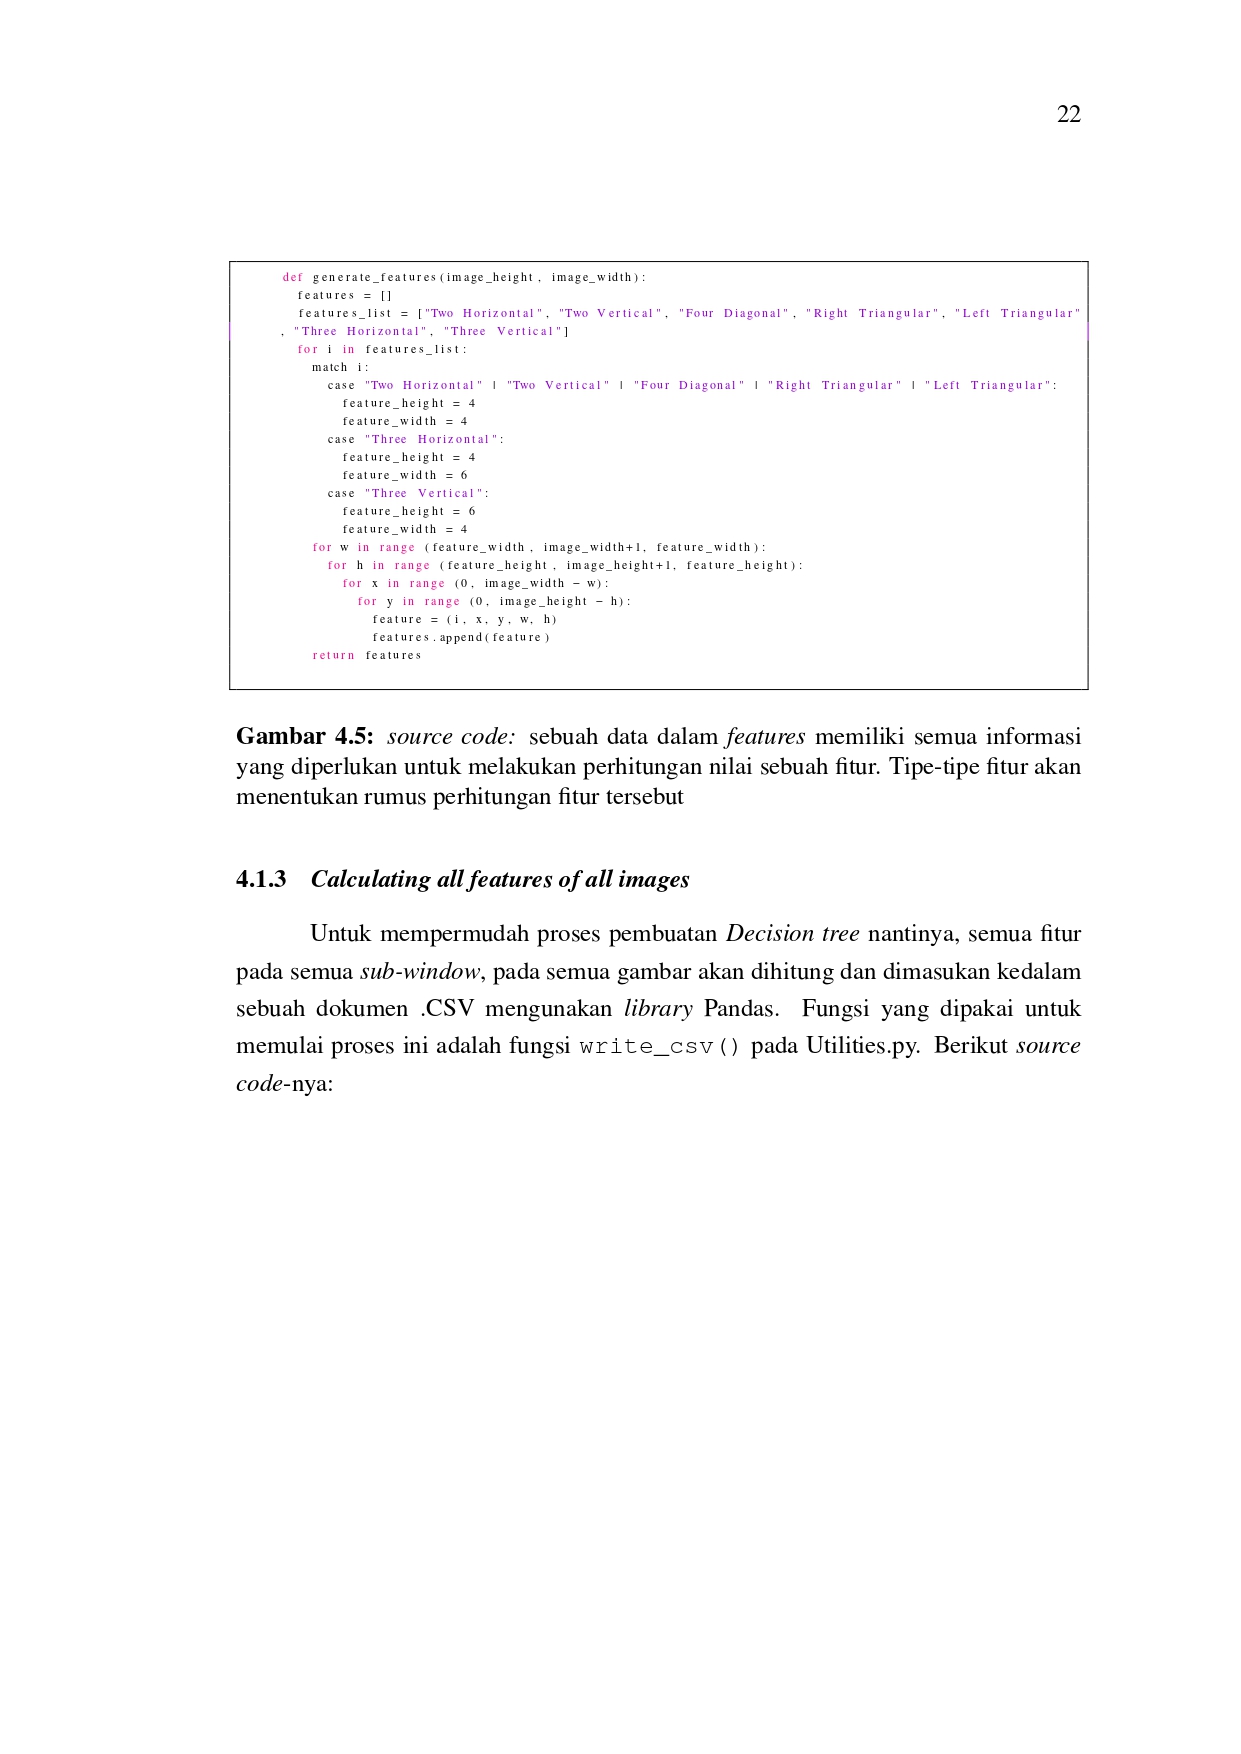 22
def generate_features(image_height, image_width):
features = []
features_list = ["Two Horizontal", "Two Vertical", "Four Diagonal", "Right Triangular", "Left Triangular"
, "Three Horizontal", "Three Vertical"]
for i in features_list:
match i:
case "Two Horizontal" | "Two Vertical" | "Four Diagonal" | "Right Triangular" | "Left Triangular":
feature_height = 4
feature_width = 4
case "Three Horizontal":
feature_height = 4
feature_width = 6
case "Three Vertical":
feature_height = 6
feature_width = 4
for w in range (feature_width, image_width+1, feature_width):
for h in range (feature_height, image_height+1, feature_height):
for x in range (0, image_width − w):
for y in range (0, image_height − h):
feature = (i, x, y, w, h)
features.append(feature)
return features
Gambar 4.5: source code: sebuah data dalam features memiliki semua informasi
yang diperlukan untuk melakukan perhitungan nilai sebuah fitur. Tipe-tipe fitur akan
menentukan rumus perhitungan fitur tersebut
4.1.3 Calculating all features of all images
Untuk mempermudah proses pembuatan Decision tree nantinya, semua fitur
pada semua sub-window, pada semua gambar akan dihitung dan dimasukan kedalam
sebuah dokumen .CSV mengunakan library Pandas. Fungsi yang dipakai untuk
memulai proses ini adalah fungsi write_csv() pada Utilities.py. Berikut source
code-nya: